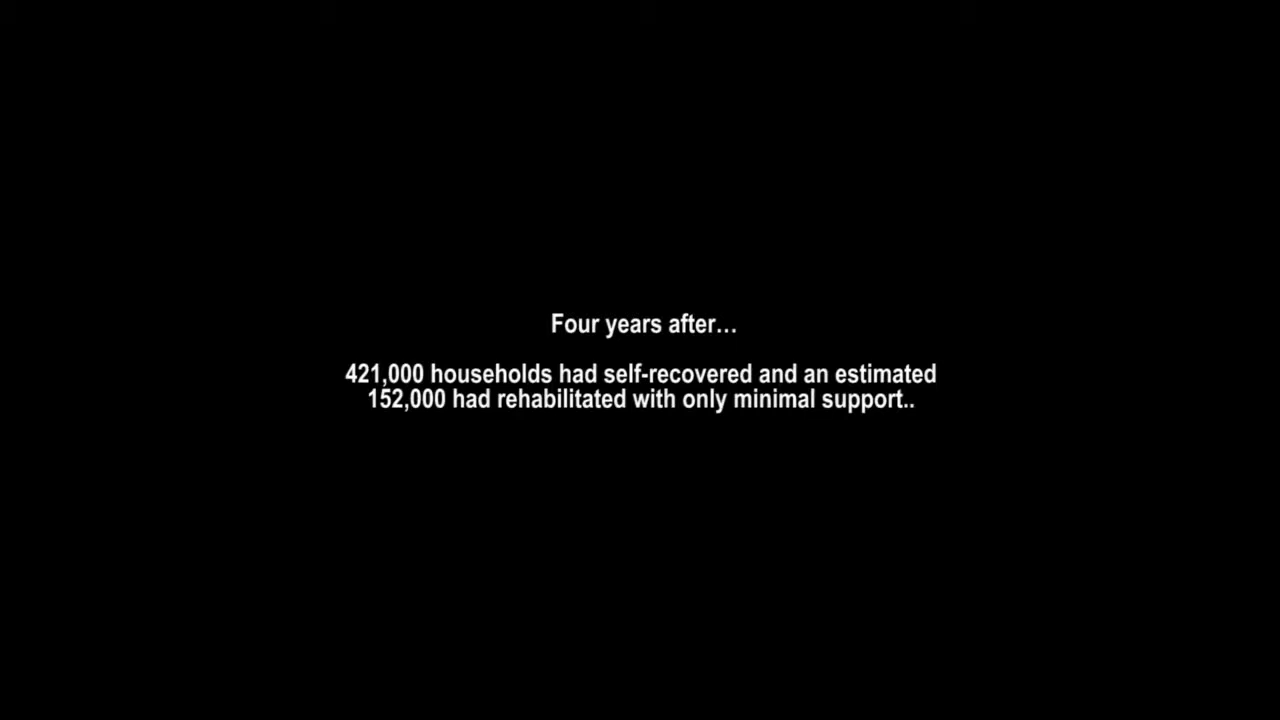 Four years after…
421,000 households had self-recovered and an estimated
152,000 had rehabilitated with only minimal support..